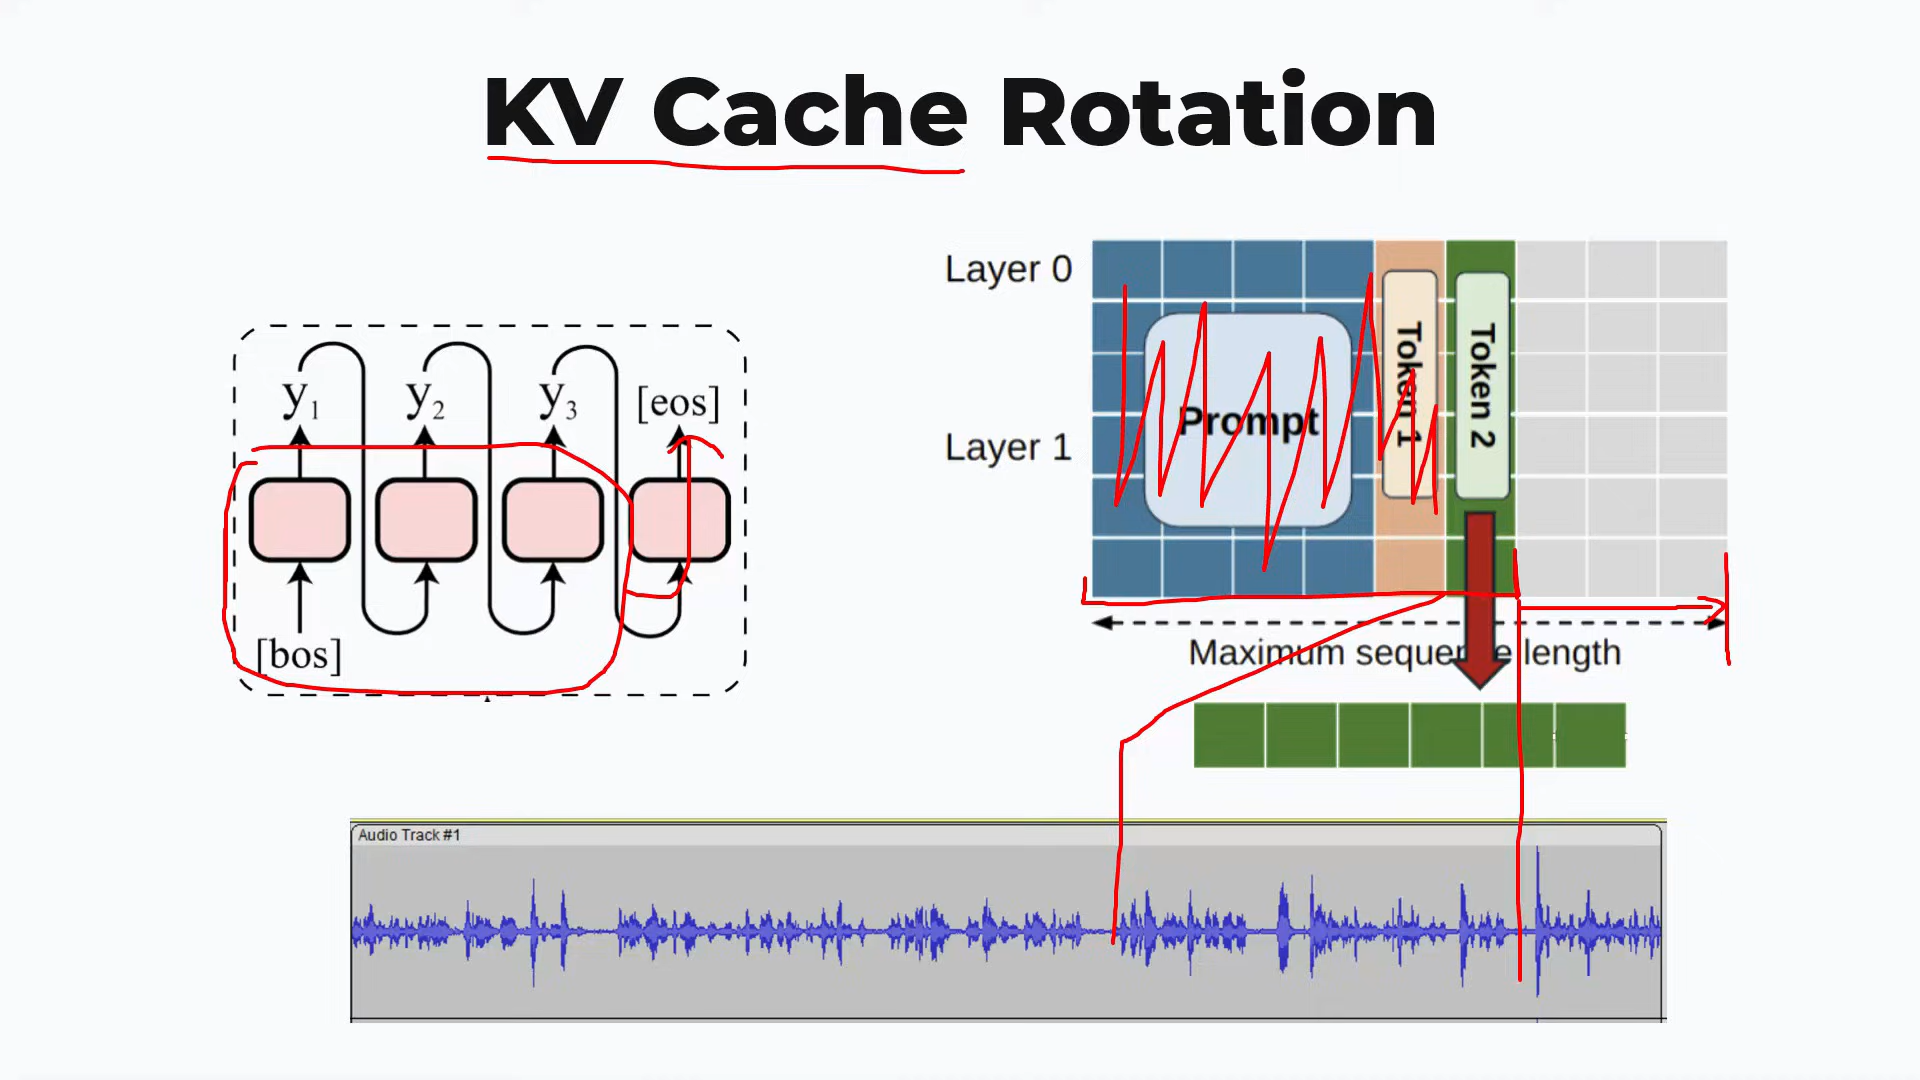 KV Cache Rotation
Layer 0
Layer 1
Prompt
Token 1
Token 2
y1
y2
y3
[eos]
[bos]
Maximum sequence length
Audio Track #1